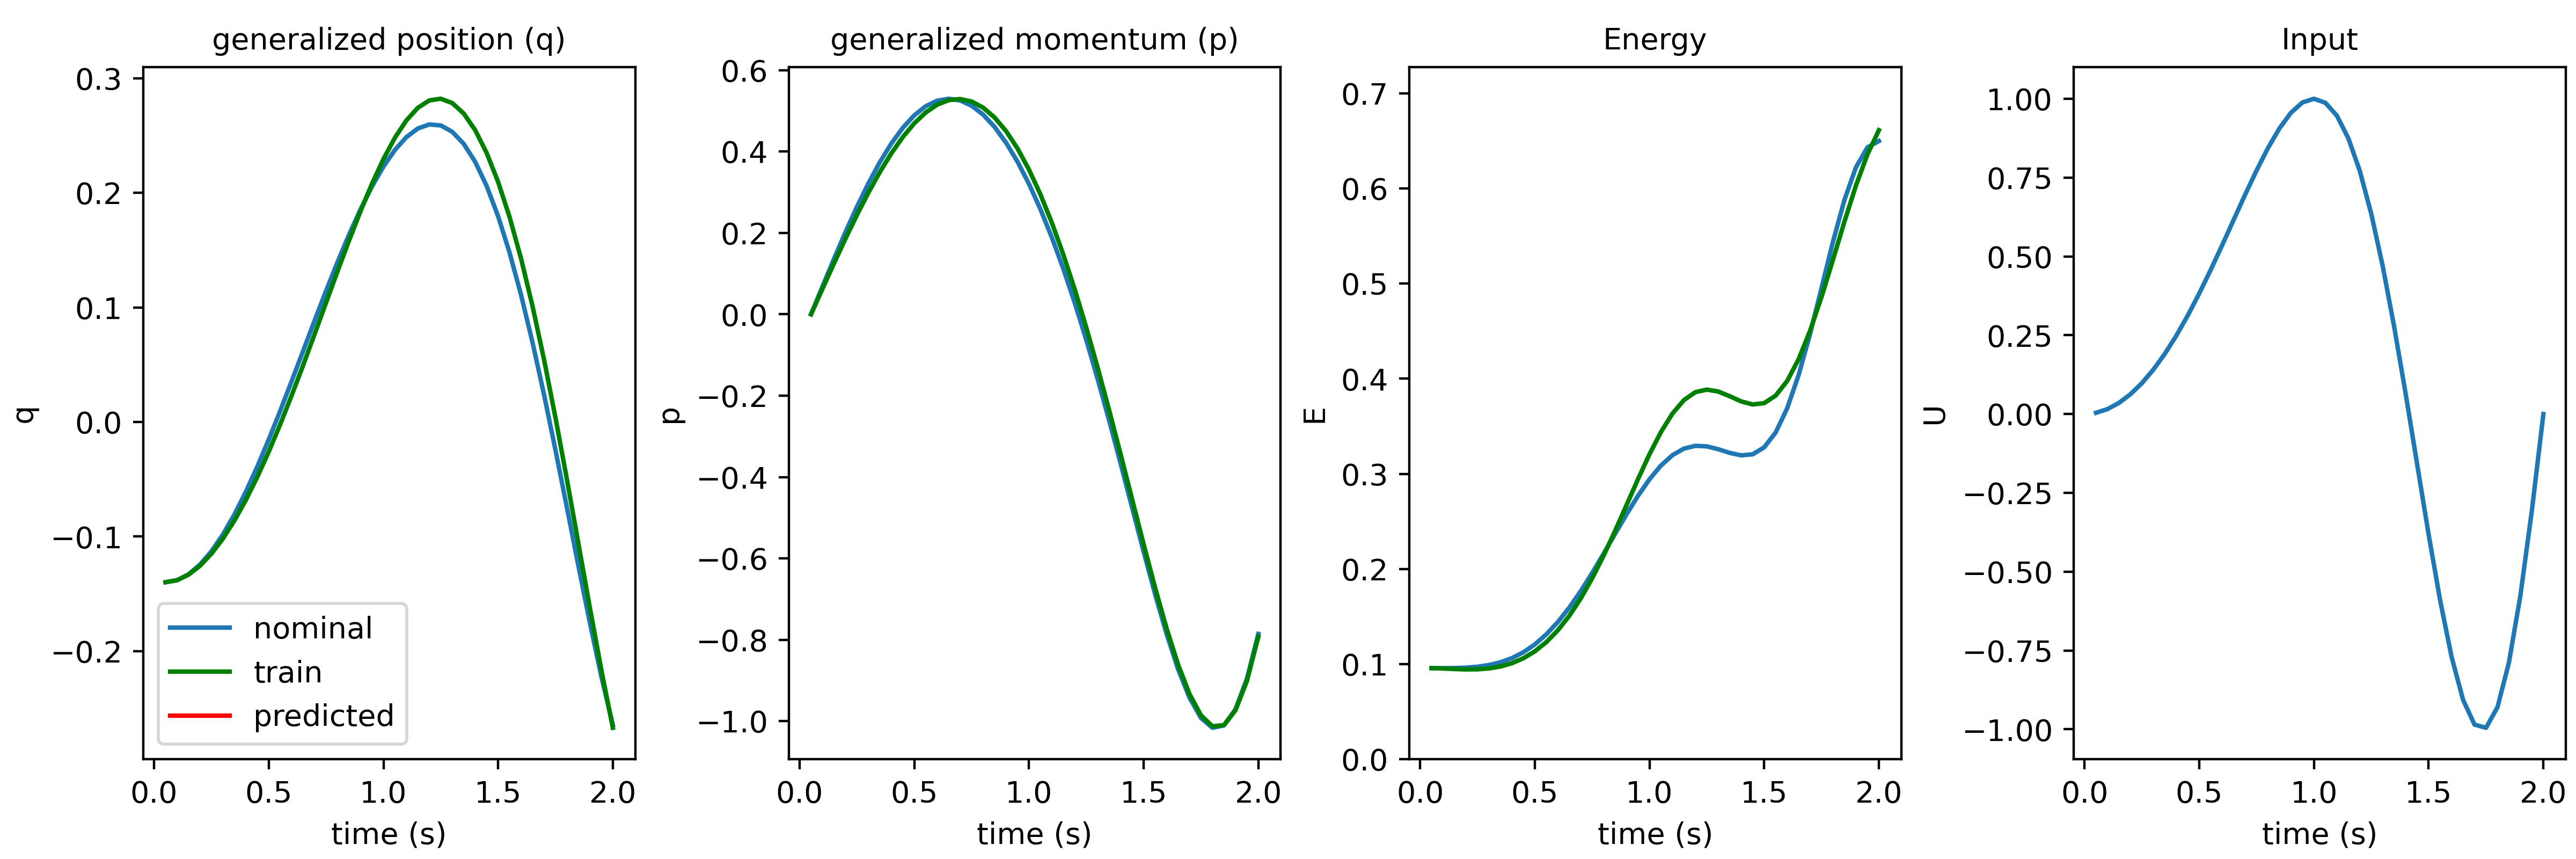 generalized position (q)
0.3
0.2
0.1
0.0
−0.1
−0.2
q
nominal
train
predicted
0.0 0.5 1.0 1.5 2.0
time (s)
generalized momentum (p)
0.6
0.4
0.2
0.0
−0.2
−0.4
−0.6
−0.8
−1.0
p
0.0 0.5 1.0 1.5 2.0
time (s)
Energy
0.7
0.6
0.5
0.4
0.3
0.2
0.1
0.0
E
0.0 0.5 1.0 1.5 2.0
time (s)
Input
1.00
0.75
0.50
0.25
0.00
−0.25
−0.50
−0.75
−1.00
U
0.0 0.5 1.0 1.5 2.0
time (s)